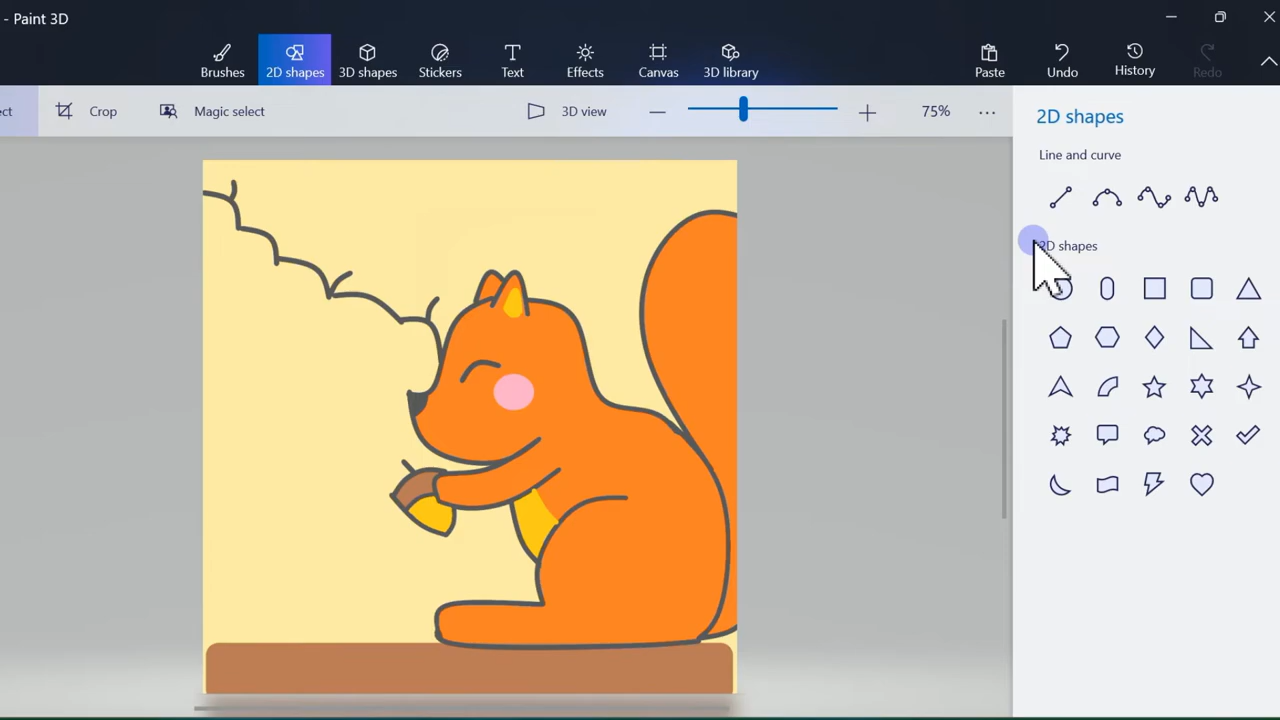 - Paint 3D
Brushes
2D shapes
3D shapes
Stickers
Text
Effects
Canvas
3D library
Paste
Undo
History
Redo
ect
Crop
Magic select
3D view
75%
2D shapes
Line and curve
2D shapes